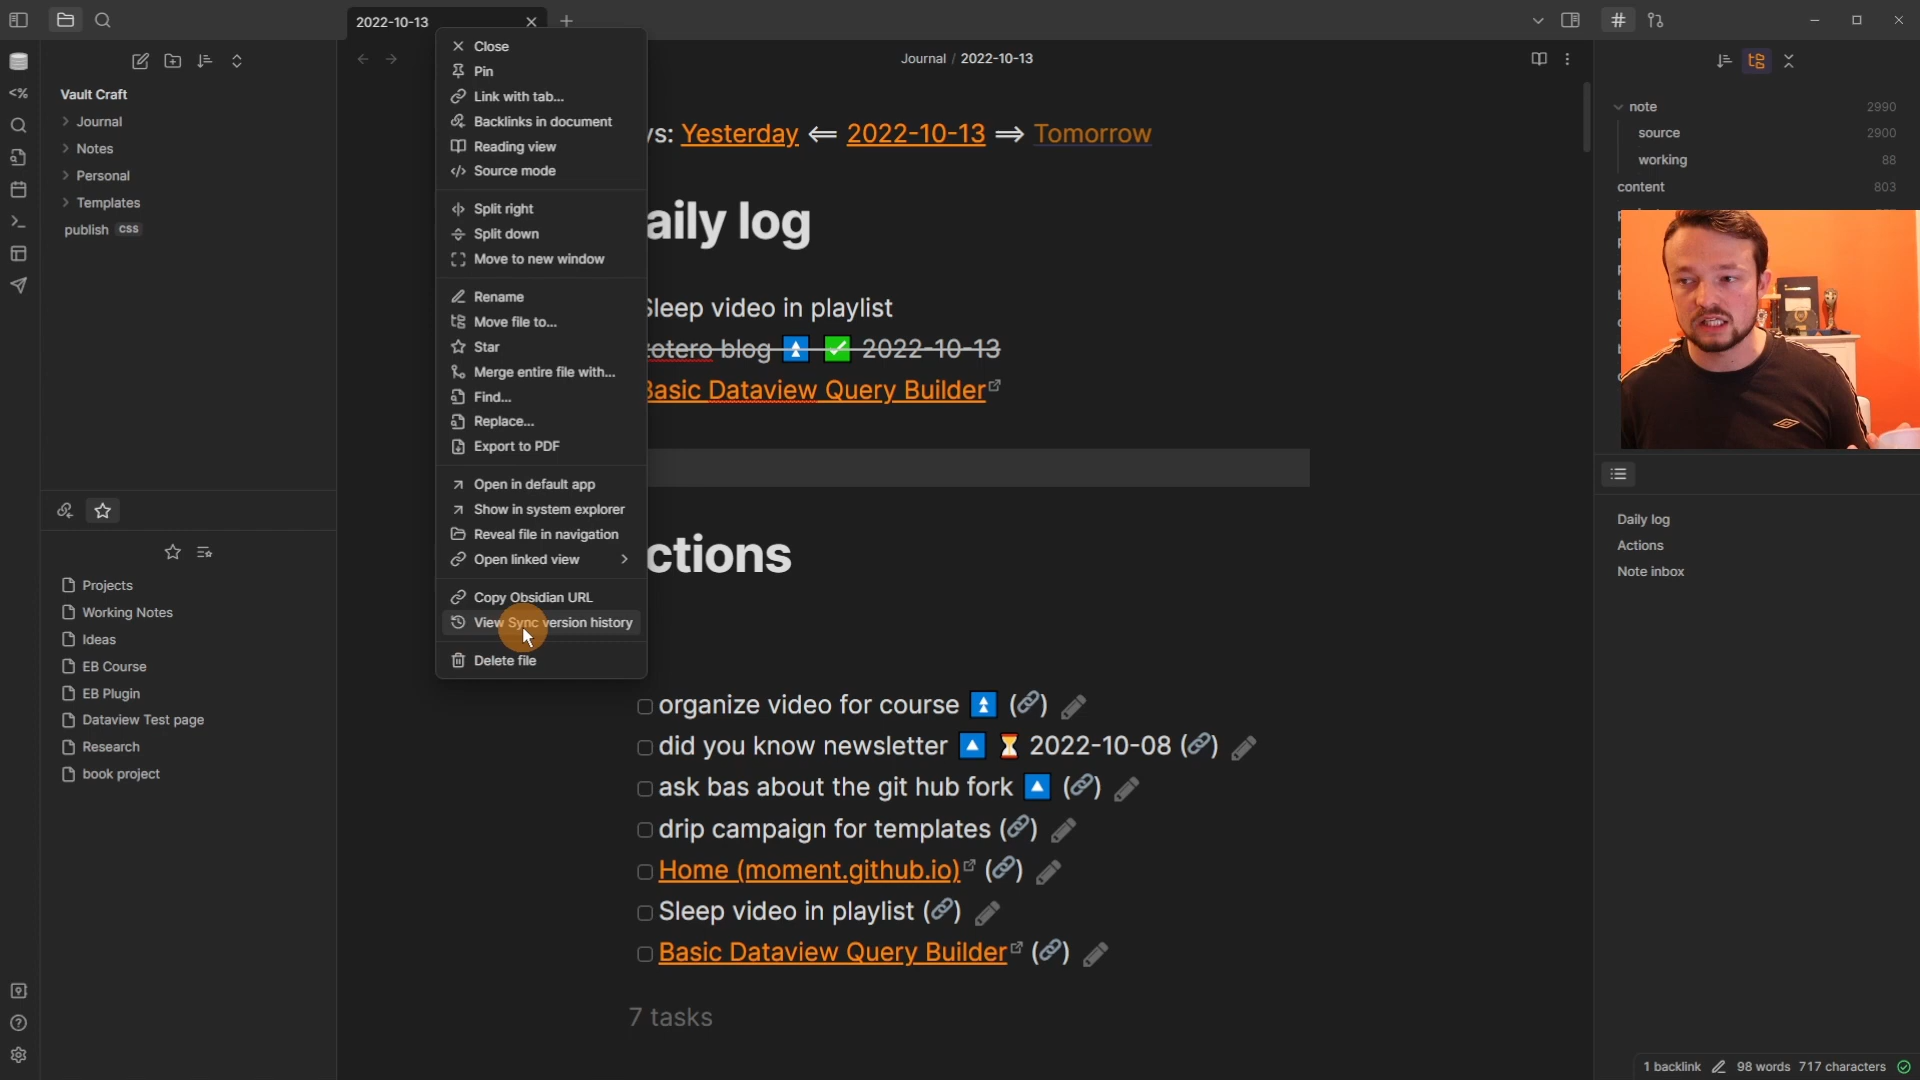 2022-10-13
Vault Craft
Journal
Notes
Personal
Templates
publish CSS
Projects
Working Notes
Ideas
EB Course
EB Plugin
Dataview Test page
Research
book project
Close
Pin
Link with tab...
Backlinks in document
Reading view
Source mode
Split right
Split down
Move to new window
Rename
Move file to...
Star
Merge entire file with...
Find...
Replace...
Export to PDF
Open in default app
Show in system explorer
Reveal file in navigation
Open linked view
Copy Obsidian URL
View Sync version history
Delete file
Journal / 2022-10-13
ys: Yesterday ⟸ 2022-10-13 ⟹ Tomorrow
aily log
Sleep video in playlist
zotero blog ⏫ ✅ 2022-10-13
Basic Dataview Query Builder
ctions
organize video for course ⏫ (🔗)
did you know newsletter 🔼 ⏳ 2022-10-08 (🔗)
ask bas about the git hub fork 🔼 (🔗)
drip campaign for templates (🔗)
Home (moment.github.io) (🔗)
Sleep video in playlist (🔗)
Basic Dataview Query Builder (🔗)
7 tasks
note 2990
source 2900
working 88
content 803
Daily log
Actions
Note inbox
1 backlink 98 words 717 characters